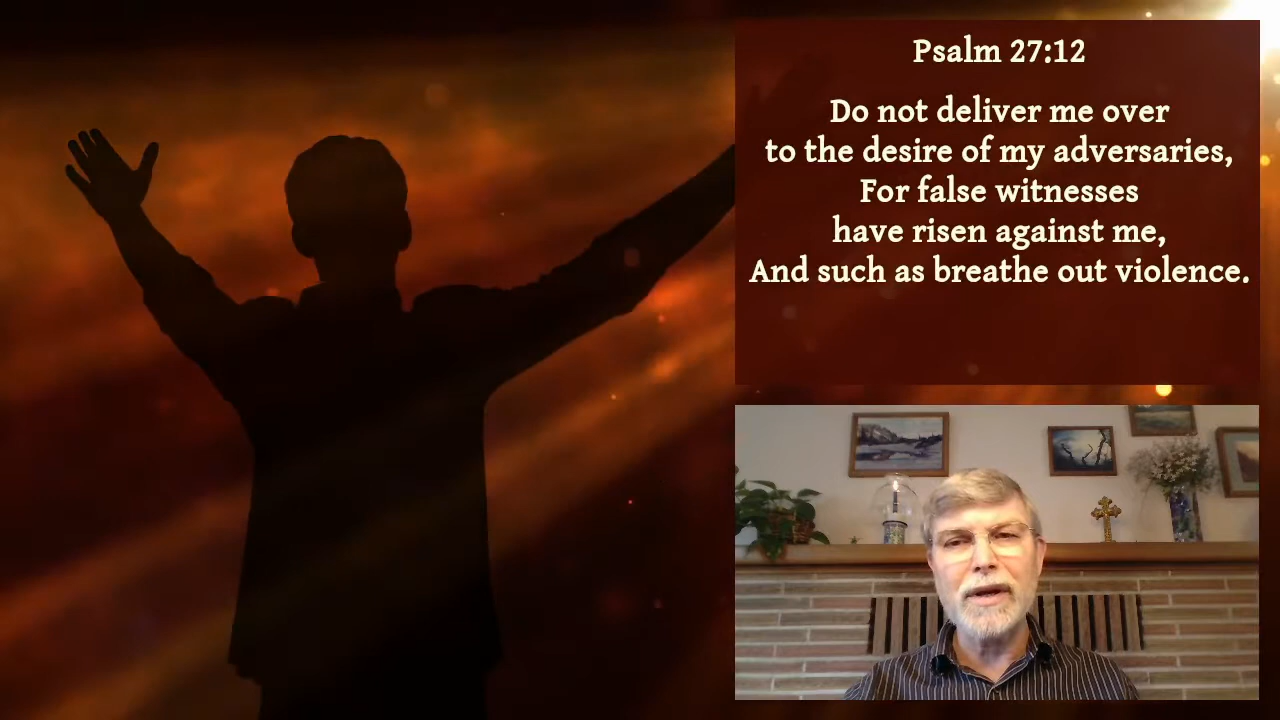 Psalm 27:12
Do not deliver me over
to the desire of my adversaries,
For false witnesses
have risen against me,
And such as breathe out violence.